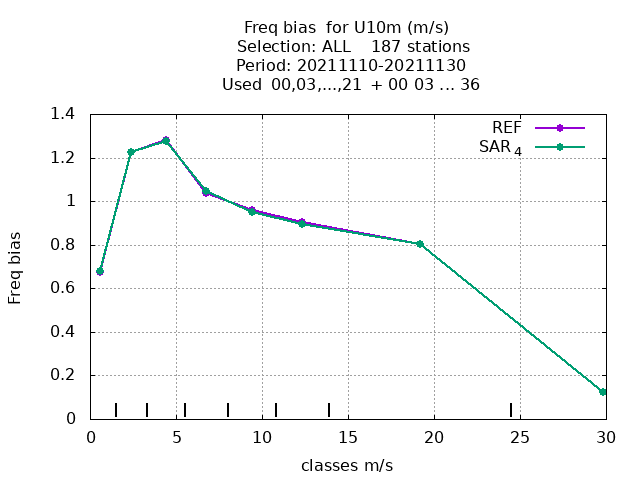 Freq bias  for U10m (m/s)
Selection: ALL    187 stations
Period: 20211110-20211130
Used  00,03,...,21  + 00 03 ... 36
1.4
1.2
1
0.8
0.6
0.4
0.2
0
Freq bias
REF
SAR 4
0 5 10 15 20 25 30
classes m/s